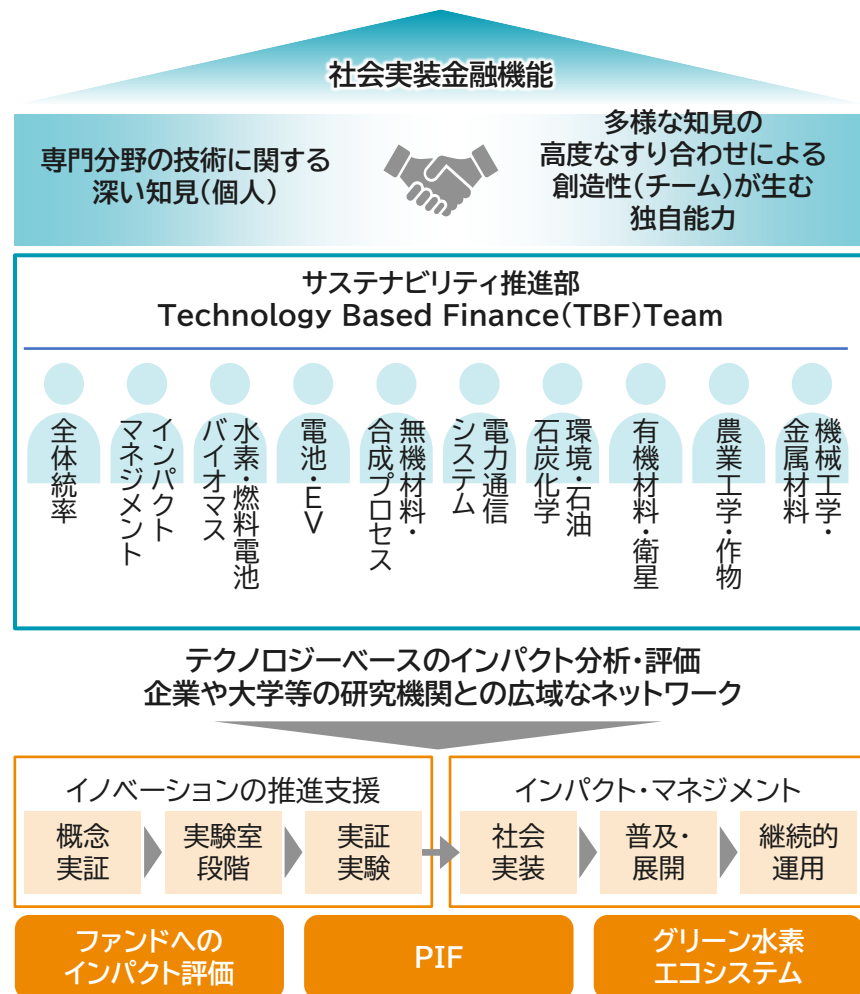 社会実装金融機能
専門分野の技術に関する
深い知見(個人)
多様な知見の
高度なすり合わせによる
創造性(チーム)が生む
独自能力
サステナビリティ推進部
Technology Based Finance(TBF)Team
全体統率
インパクト
マネジメント
水素・燃料電池
バイオマス
電池・EV
無機材料・
合成プロセス
電力通信
システム
環境・石油
石炭化学
有機材料・衛星
農業工学・作物
機械工学・
金属材料
テクノロジーベースのインパクト分析・評価
企業や大学等の研究機関との広域なネットワーク
イノベーションの推進支援
概念
実証
実験室
段階
実証
実験
インパクト・マネジメント
社会
実装
普及・
展開
継続的
運用
ファンドへの
インパクト評価
PIF
グリーン水素
エコシステム